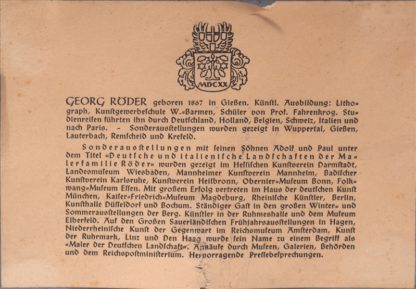 MDCXX
GEORG RÖDER geboren 1867 in Gießen. Künstl. Ausbildung: Litho-
graph, Kunstgewerbeschule W.-Barmen, Schüler von Prof. Fahrenkrog. Stu-
dienreisen führten ihn durch Deutschland, Holland, Belgien, Schweiz, Italien und
nach Paris. – Sonderausstellungen wurden gezeigt in Wuppertal, Gießen,
Lauterbach, Remscheid und Krefeld.
Sonderausstellungen mit seinen Söhnen Adolf und Paul unter
dem Titel »Deutsche und italienische Landschaften der Ma-
lerfamilie Röder« wurden gezeigt im Hessischen Kunstverein Darmstadt,
Landesmuseum Wiesbaden, Mannheimer Kunstverein Mannheim, Badischer
Kunstverein Karlsruhe, Kunstverein Heilbronn, Obernier-Museum Bonn, Folk-
wang-Museum Essen. Mit großem Erfolg vertreten im Haus der deutschen Kunst
München, Kaiser-Friedrich-Museum Magdeburg, Rheinische Künstler, Berlin,
Kunsthalle Düsseldorf und Bochum. Ständiger Gast in den großen Winter- und
Sommerausstellungen der Berg. Künstler in der Ruhmeshalle und dem Museum
Elberfeld. Auf den Großen Sauerländischen Frühjahrsausstellungen in Hagen,
Niederrheinische Kunst der Gegenwart im Reichsmuseum Amsterdam, Kunst
der Ruhrmark, Linz und Den Haag wurde sein Name zu einem Begriff als
»Maler der Deutschen Landschaft«. Ankäufe durch Museen, Galerien, Behörden
und dem Reichspostministerium. Hervorragende Pressebesprechungen.